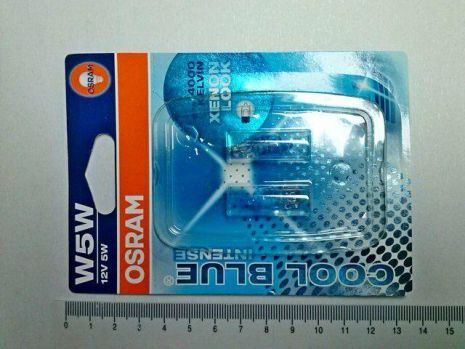 OSRAM
4000
KELVIN
XENON
LOOK
W5W
12V 5W
OSRAM
COOL BLUE®
INTENSE
0 1 2 3 4 5 6 7 8 9 10 11 12 13 14 15